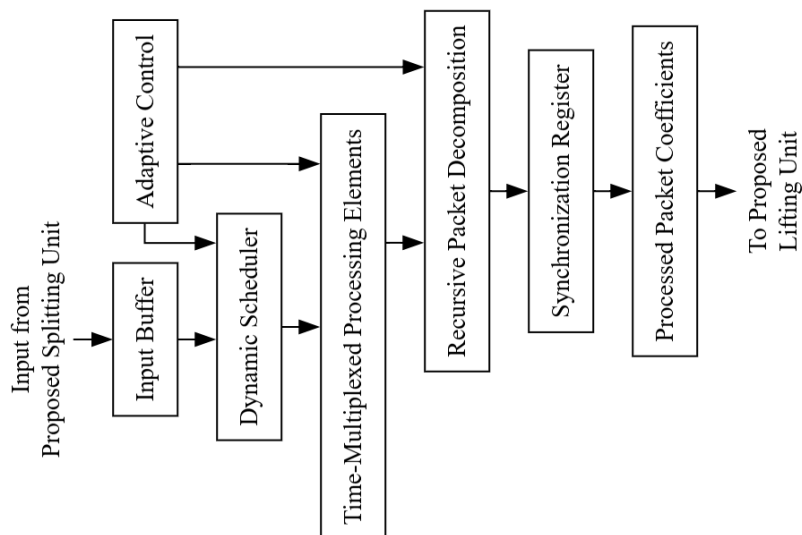 Input from
Proposed Splitting Unit
Input Buffer
Adaptive Control
Dynamic Scheduler
Time-Multiplexed Processing Elements
Recursive Packet Decomposition
Synchronization Register
Processed Packet Coefficients
To Proposed
Lifting Unit